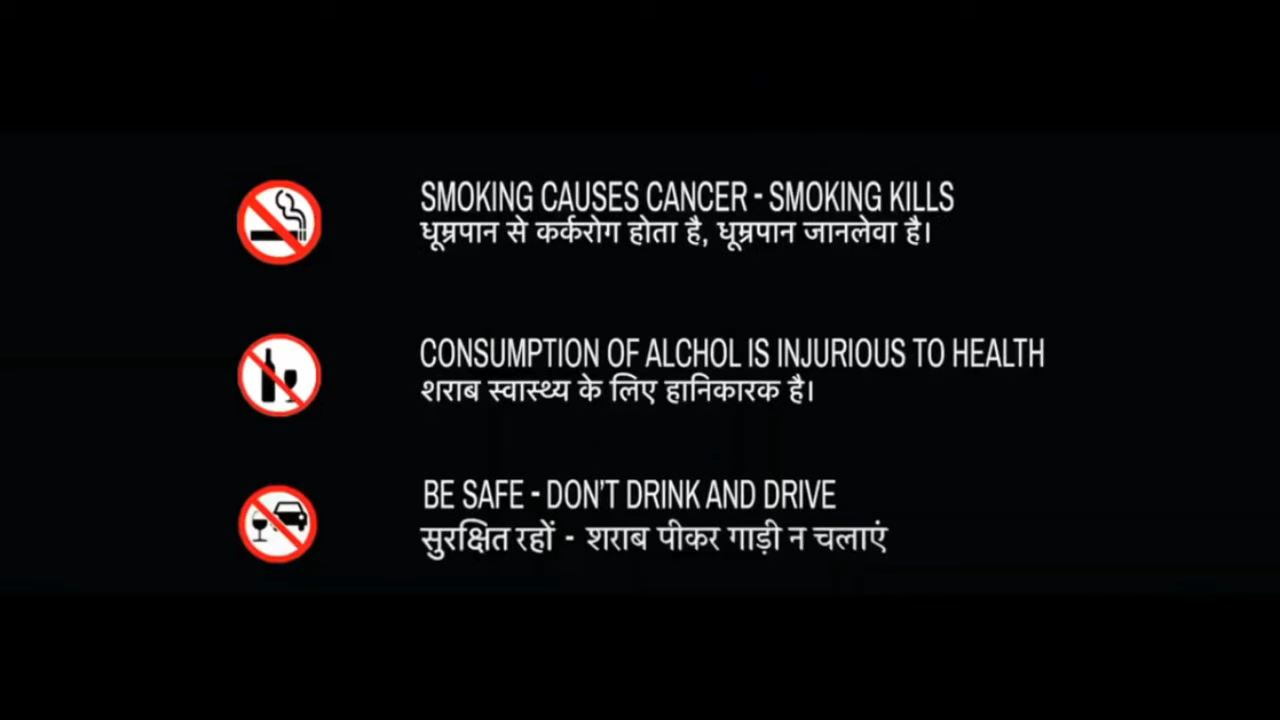 SMOKING CAUSES CANCER - SMOKING KILLS
धूम्रपान से कर्करोग होता है, धूम्रपान जानलेवा है।
CONSUMPTION OF ALCHOL IS INJURIOUS TO HEALTH
शराब स्वास्थ्य के लिए हानिकारक है।
BE SAFE - DON'T DRINK AND DRIVE
सुरक्षित रहों - शराब पीकर गाड़ी न चलाएं